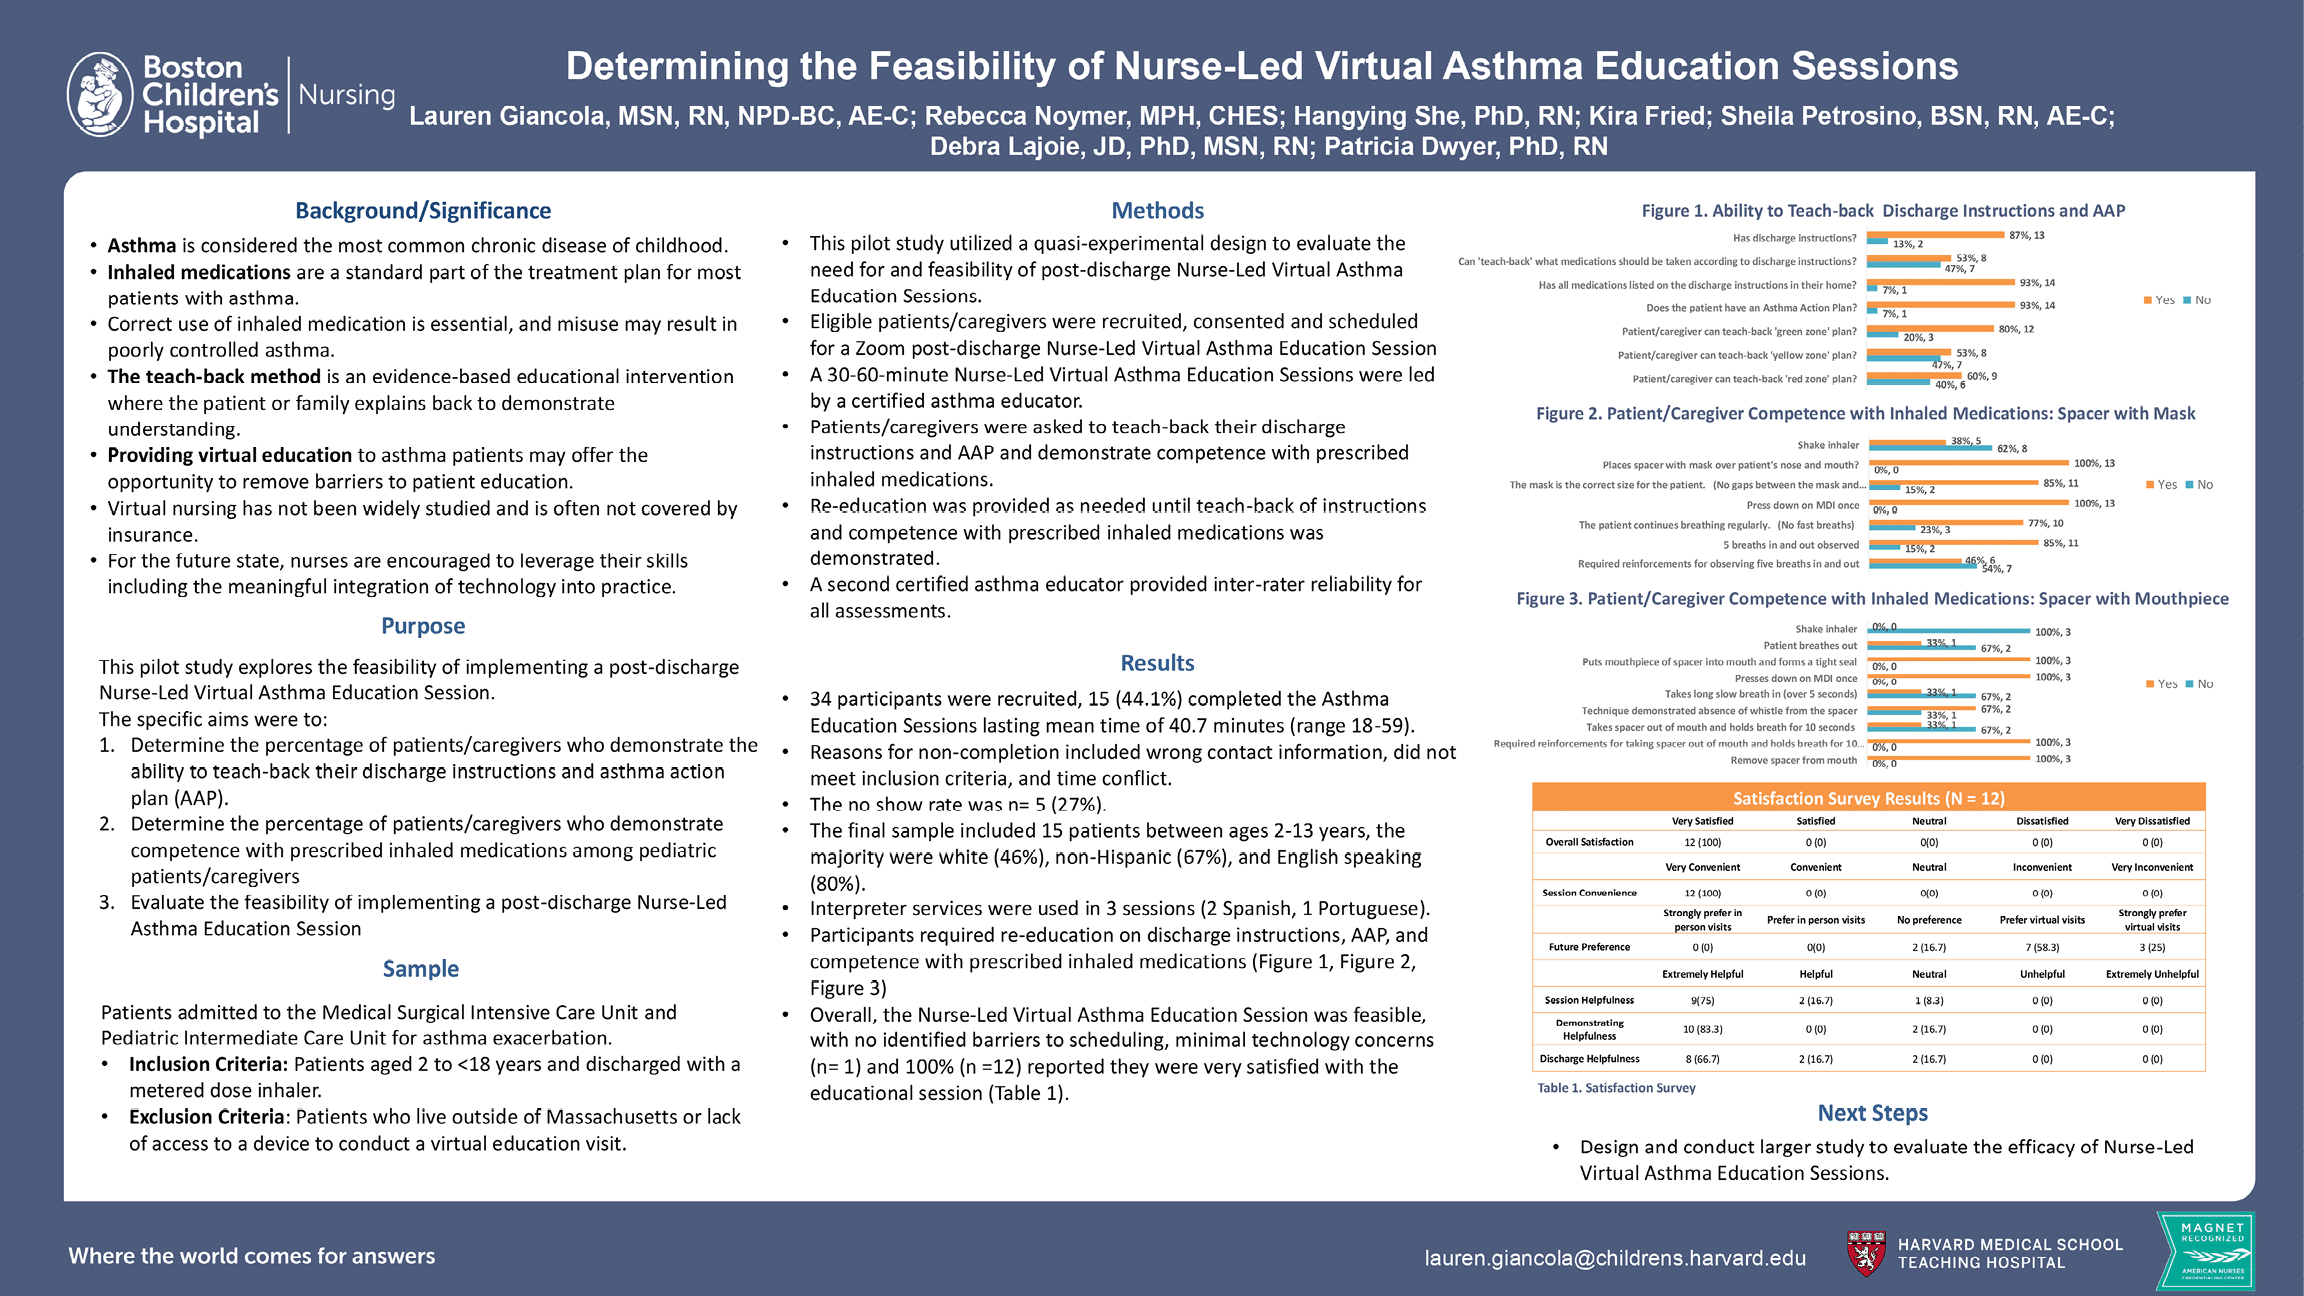 Boston
Children's
Hospital
Nursing
Determining the Feasibility of Nurse-Led Virtual Asthma Education Sessions
Lauren Giancola, MSN, RN, NPD-BC, AE-C; Rebecca Noymer, MPH, CHES; Hangying She, PhD, RN; Kira Fried; Sheila Petrosino, BSN, RN, AE-C;
Debra Lajoie, JD, PhD, MSN, RN; Patricia Dwyer, PhD, RN
Background/Significance
• Asthma is considered the most common chronic disease of childhood.
• Inhaled medications are a standard part of the treatment plan for most
patients with asthma.
• Correct use of inhaled medication is essential, and misuse may result in
poorly controlled asthma.
• The teach-back method is an evidence-based educational intervention
where the patient or family explains back to demonstrate
understanding.
• Providing virtual education to asthma patients may offer the
opportunity to remove barriers to patient education.
• Virtual nursing has not been widely studied and is often not covered by
insurance.
• For the future state, nurses are encouraged to leverage their skills
including the meaningful integration of technology into practice.
Purpose
This pilot study explores the feasibility of implementing a post-discharge
Nurse-Led Virtual Asthma Education Session.
The specific aims were to:
1. Determine the percentage of patients/caregivers who demonstrate the
ability to teach-back their discharge instructions and asthma action
plan (AAP).
2. Determine the percentage of patients/caregivers who demonstrate
competence with prescribed inhaled medications among pediatric
patients/caregivers
3. Evaluate the feasibility of implementing a post-discharge Nurse-Led
Asthma Education Session
Sample
Patients admitted to the Medical Surgical Intensive Care Unit and
Pediatric Intermediate Care Unit for asthma exacerbation.
• Inclusion Criteria: Patients aged 2 to <18 years and discharged with a
metered dose inhaler.
• Exclusion Criteria: Patients who live outside of Massachusetts or lack
of access to a device to conduct a virtual education visit.
Methods
• This pilot study utilized a quasi-experimental design to evaluate the
need for and feasibility of post-discharge Nurse-Led Virtual Asthma
Education Sessions.
• Eligible patients/caregivers were recruited, consented and scheduled
for a Zoom post-discharge Nurse-Led Virtual Asthma Education Session
• A 30-60-minute Nurse-Led Virtual Asthma Education Sessions were led
by a certified asthma educator.
• Patients/caregivers were asked to teach-back their discharge
instructions and AAP and demonstrate competence with prescribed
inhaled medications.
• Re-education was provided as needed until teach-back of instructions
and competence with prescribed inhaled medications was
demonstrated.
• A second certified asthma educator provided inter-rater reliability for
all assessments.
Results
• 34 participants were recruited, 15 (44.1%) completed the Asthma
Education Sessions lasting mean time of 40.7 minutes (range 18-59).
• Reasons for non-completion included wrong contact information, did not
meet inclusion criteria, and time conflict.
• The no show rate was n= 5 (27%).
• The final sample included 15 patients between ages 2-13 years, the
majority were white (46%), non-Hispanic (67%), and English speaking
(80%).
• Interpreter services were used in 3 sessions (2 Spanish, 1 Portuguese).
• Participants required re-education on discharge instructions, AAP, and
competence with prescribed inhaled medications (Figure 1, Figure 2,
Figure 3)
• Overall, the Nurse-Led Virtual Asthma Education Session was feasible,
with no identified barriers to scheduling, minimal technology concerns
(n= 1) and 100% (n =12) reported they were very satisfied with the
educational session (Table 1).
Figure 1. Ability to Teach-back Discharge Instructions and AAP
Has discharge instructions? 87%, 13
13%, 2
Can 'teach-back' what medications should be taken according to discharge instructions? 53%, 8
47%, 7
Has all medications listed on the discharge instructions in their home? 93%, 14
7%, 1
Does the patient have an Asthma Action Plan? 93%, 14
7%, 1
Patient/caregiver can teach-back 'green zone' plan? 80%, 12
20%, 3
Patient/caregiver can teach-back 'yellow zone' plan? 53%, 8
47%, 7
Patient/caregiver can teach-back 'red zone' plan? 60%, 9
40%, 6
Yes No
Figure 2. Patient/Caregiver Competence with Inhaled Medications: Spacer with Mask
Shake inhaler 38%, 5
62%, 8
Places spacer with mask over patient's nose and mouth? 100%, 13
0%, 0
The mask is the correct size for the patient. (No gaps between the mask and... 85%, 11
15%, 2
Press down on MDI once 100%, 13
0%, 0
The patient continues breathing regularly. (No fast breaths) 77%, 10
23%, 3
5 breaths in and out observed 85%, 11
15%, 2
Required reinforcements for observing five breaths in and out 46%, 6
54%, 7
Yes No
Figure 3. Patient/Caregiver Competence with Inhaled Medications: Spacer with Mouthpiece
Shake inhaler 0%, 0
100%, 3
Patient breathes out 33%, 1
67%, 2
Puts mouthpiece of spacer into mouth and forms a tight seal 100%, 3
0%, 0
Presses down on MDI once 100%, 3
0%, 0
Takes long slow breath in (over 5 seconds) 33%, 1
67%, 2
Technique demonstrated absence of whistle from the spacer 67%, 2
33%, 1
Takes spacer out of mouth and holds breath for 10 seconds 33%, 1
67%, 2
Required reinforcements for taking spacer out of mouth and holds breath for 10... 100%, 3
0%, 0
Remove spacer from mouth 100%, 3
0%, 0
Yes No
Satisfaction Survey Results (N = 12)
Very Satisfied Satisfied Neutral Dissatisfied Very Dissatisfied
Overall Satisfaction 12 (100) 0 (0) 0(0) 0 (0) 0 (0)
Very Convenient Convenient Neutral Inconvenient Very Inconvenient
Session Convenience 12 (100) 0 (0) 0(0) 0 (0) 0 (0)
Strongly prefer in person visits Prefer in person visits No preference Prefer virtual visits Strongly prefer virtual visits
Future Preference 0 (0) 0(0) 2 (16.7) 7 (58.3) 3 (25)
Extremely Helpful Helpful Neutral Unhelpful Extremely Unhelpful
Session Helpfulness 9(75) 2 (16.7) 1 (8.3) 0 (0) 0 (0)
Demonstrating Helpfulness 10 (83.3) 0 (0) 2 (16.7) 0 (0) 0 (0)
Discharge Helpfulness 8 (66.7) 2 (16.7) 2 (16.7) 0 (0) 0 (0)
Table 1. Satisfaction Survey
Next Steps
• Design and conduct larger study to evaluate the efficacy of Nurse-Led
Virtual Asthma Education Sessions.
Where the world comes for answers
lauren.giancola@childrens.harvard.edu
HARVARD MEDICAL SCHOOL
TEACHING HOSPITAL
MAGNET
RECOGNIZED
AMERICAN NURSES
CREDENTIALING CENTER